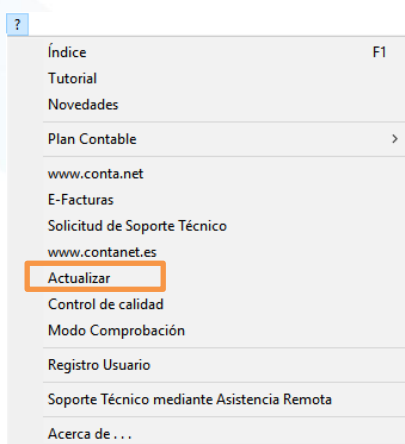 ?
Índice F1
Tutorial
Novedades
Plan Contable >
www.conta.net
E-Facturas
Solicitud de Soporte Técnico
www.contanet.es
Actualizar
Control de calidad
Modo Comprobación
Registro Usuario
Soporte Técnico mediante Asistencia Remota
Acerca de . . .